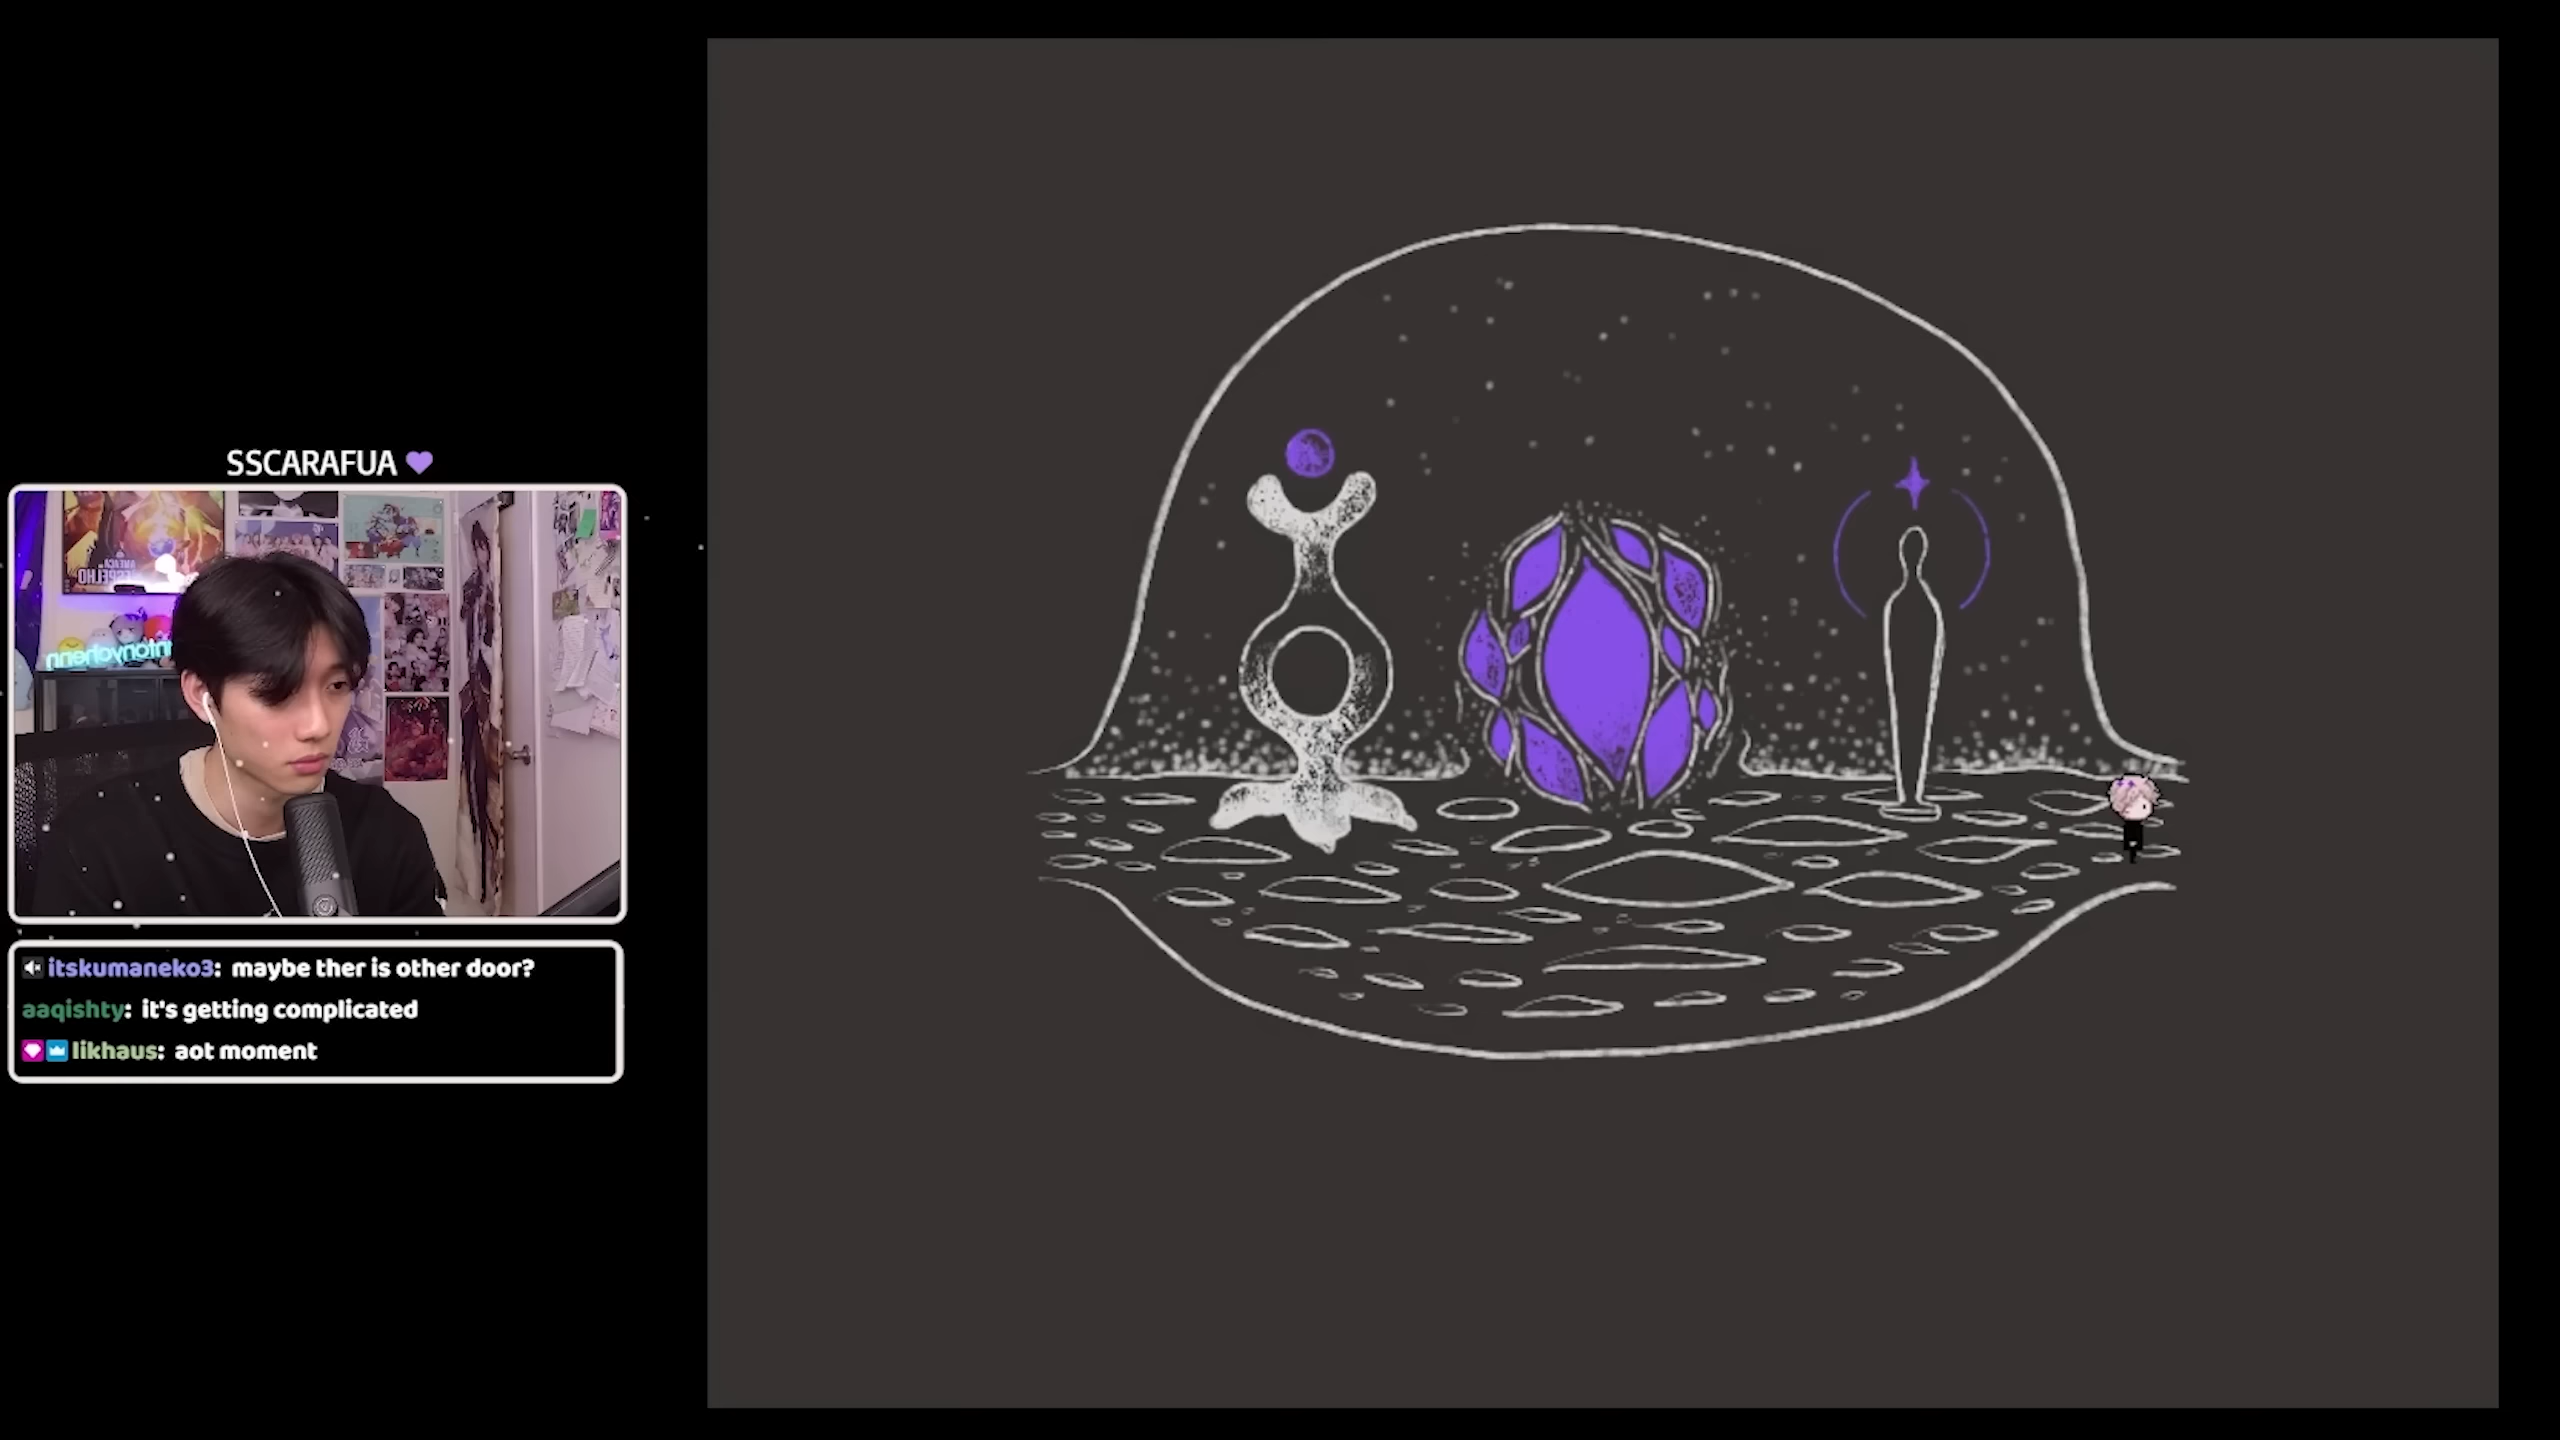 SSCARAFUA 💜
itskumaneko3: maybe ther is other door?
aaqishty: it's getting complicated
likhaus: aot moment